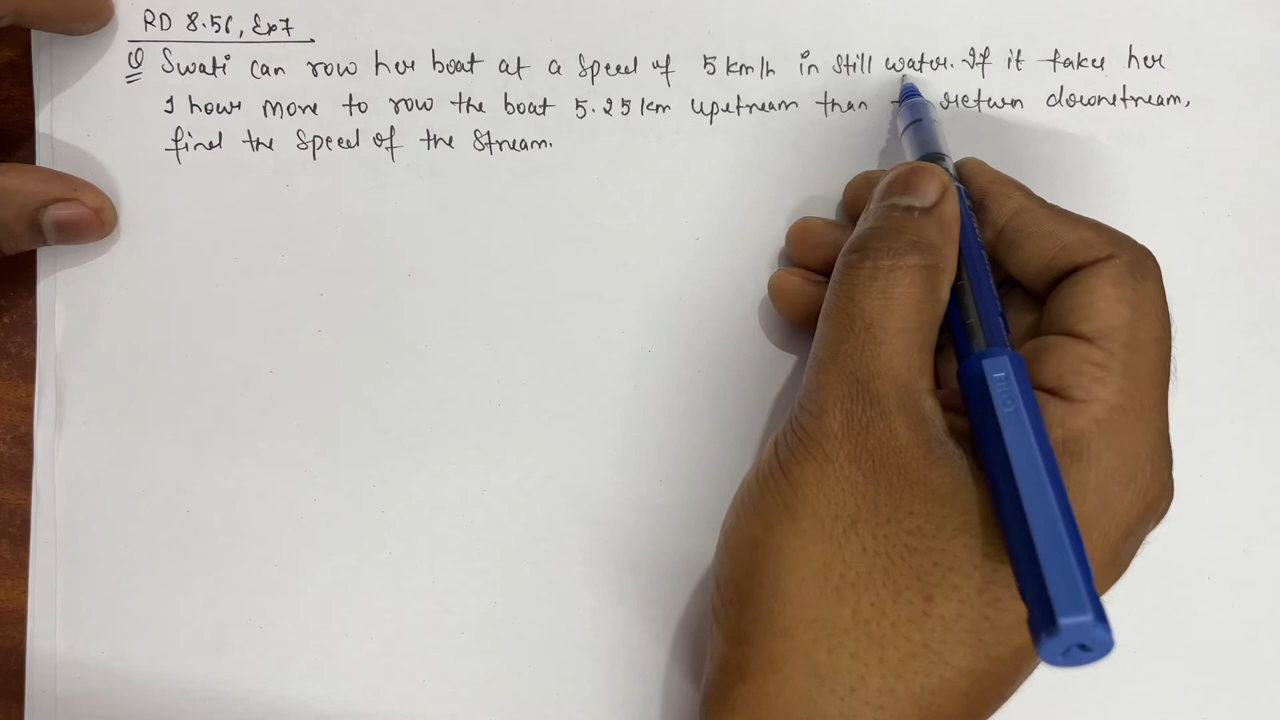 RD 8.56, Exp7
Q Swati can row her boat at a speed of 5 km/h in still water. If it takes her
1 hour more to row the boat 5.25 km upstream than return downstream,
find the speed of the stream.
PILOT